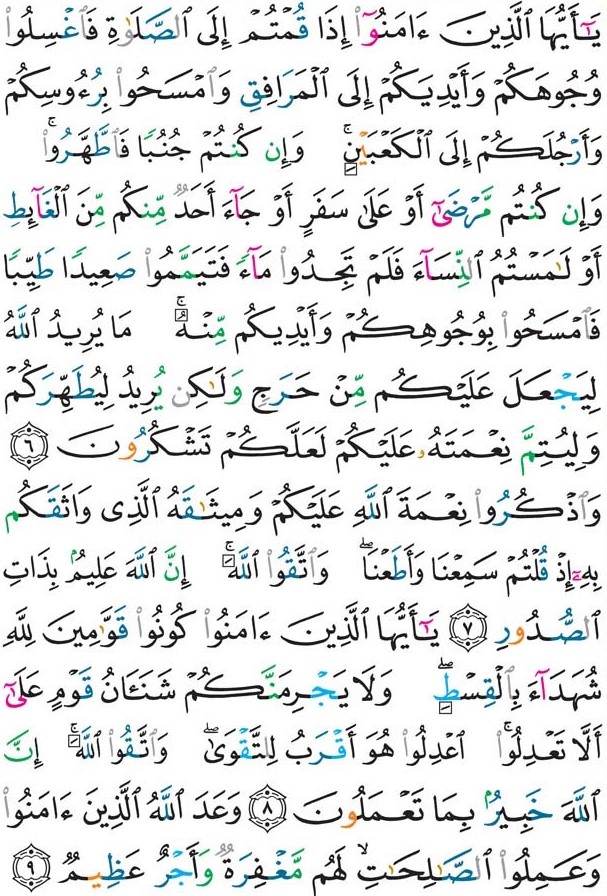 يَـٰٓأَيُّهَا ٱلَّذِينَ ءَامَنُوٓا۟ إِذَا قُمْتُمْ إِلَى ٱلصَّلَوٰةِ فَٱغْسِلُوا۟
وُجُوهَكُمْ وَأَيْدِيَكُمْ إِلَى ٱلْمَرَافِقِ وَٱمْسَحُوا۟ بِرُءُوسِكُمْ
وَأَرْجُلَكُمْ إِلَى ٱلْكَعْبَيْنِ ۚ وَإِن كُنتُمْ جُنُبًا فَٱطَّهَّرُوا۟ ۚ
وَإِن كُنتُم مَّرْضَىٰٓ أَوْ عَلَىٰ سَفَرٍ أَوْ جَآءَ أَحَدٌ مِّنكُم مِّنَ ٱلْغَآئِطِ
أَوْ لَـٰمَسْتُمُ ٱلنِّسَآءَ فَلَمْ تَجِدُوا۟ مَآءً فَتَيَمَّمُوا۟ صَعِيدًا طَيِّبًا
فَٱمْسَحُوا۟ بِوُجُوهِكُمْ وَأَيْدِيكُم مِّنْهُ ۚ مَا يُرِيدُ ٱللَّهُ
لِيَجْعَلَ عَلَيْكُم مِّنْ حَرَجٍ وَلَـٰكِن يُرِيدُ لِيُطَهِّرَكُمْ
وَلِيُتِمَّ نِعْمَتَهُۥ عَلَيْكُمْ لَعَلَّكُمْ تَشْكُرُونَ ٦
وَٱذْكُرُوا۟ نِعْمَةَ ٱللَّهِ عَلَيْكُمْ وَمِيثَـٰقَهُ ٱلَّذِى وَاثَقَكُم
بِهِۦٓ إِذْ قُلْتُمْ سَمِعْنَا وَأَطَعْنَا ۖ وَٱتَّقُوا۟ ٱللَّهَ ۚ إِنَّ ٱللَّهَ عَلِيمٌۢ بِذَاتِ
ٱلصُّدُورِ ٧ يَـٰٓأَيُّهَا ٱلَّذِينَ ءَامَنُوا۟ كُونُوا۟ قَوَّٰمِينَ لِلَّهِ
شُهَدَآءَ بِٱلْقِسْطِ ۖ وَلَا يَجْرِمَنَّكُمْ شَنَـَٔانُ قَوْمٍ عَلَىٰٓ
أَلَّا تَعْدِلُوا۟ ۚ ٱعْدِلُوا۟ هُوَ أَقْرَبُ لِلتَّقْوَىٰ ۖ وَٱتَّقُوا۟ ٱللَّهَ ۚ إِنَّ
ٱللَّهَ خَبِيرٌۢ بِمَا تَعْمَلُونَ ٨ وَعَدَ ٱللَّهُ ٱلَّذِينَ ءَامَنُوا۟
وَعَمِلُوا۟ ٱلصَّـٰلِحَـٰتِ ۙ لَهُم مَّغْفِرَةٌ وَأَجْرٌ عَظِيمٌ ٩